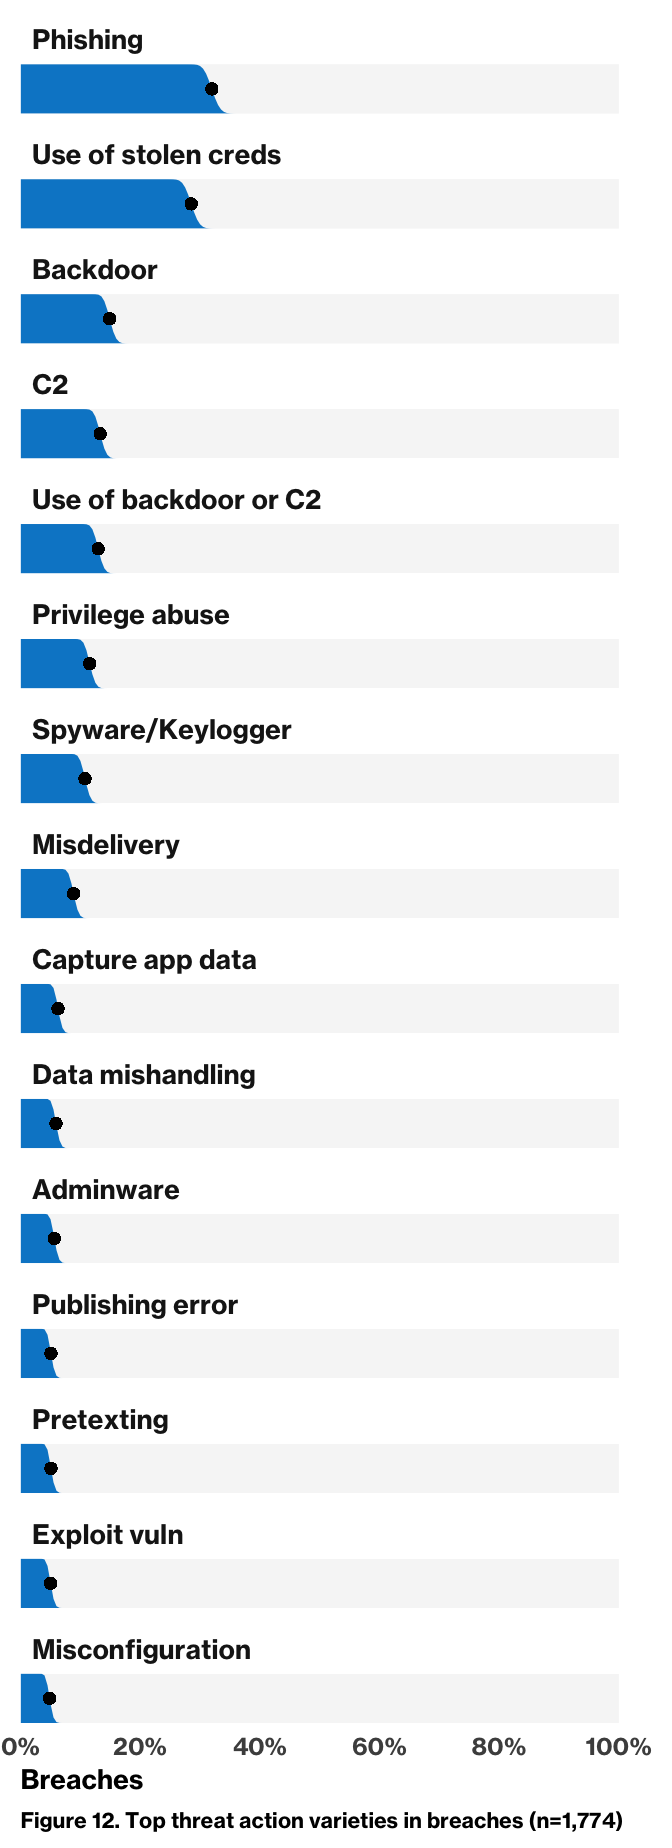 Phishing
Use of stolen creds
Backdoor
C2
Use of backdoor or C2
Privilege abuse
Spyware/Keylogger
Misdelivery
Capture app data
Data mishandling
Adminware
Publishing error
Pretexting
Exploit vuln
Misconfiguration
0% 20% 40% 60% 80% 100%
Breaches
Figure 12. Top threat action varieties in breaches (n=1,774)